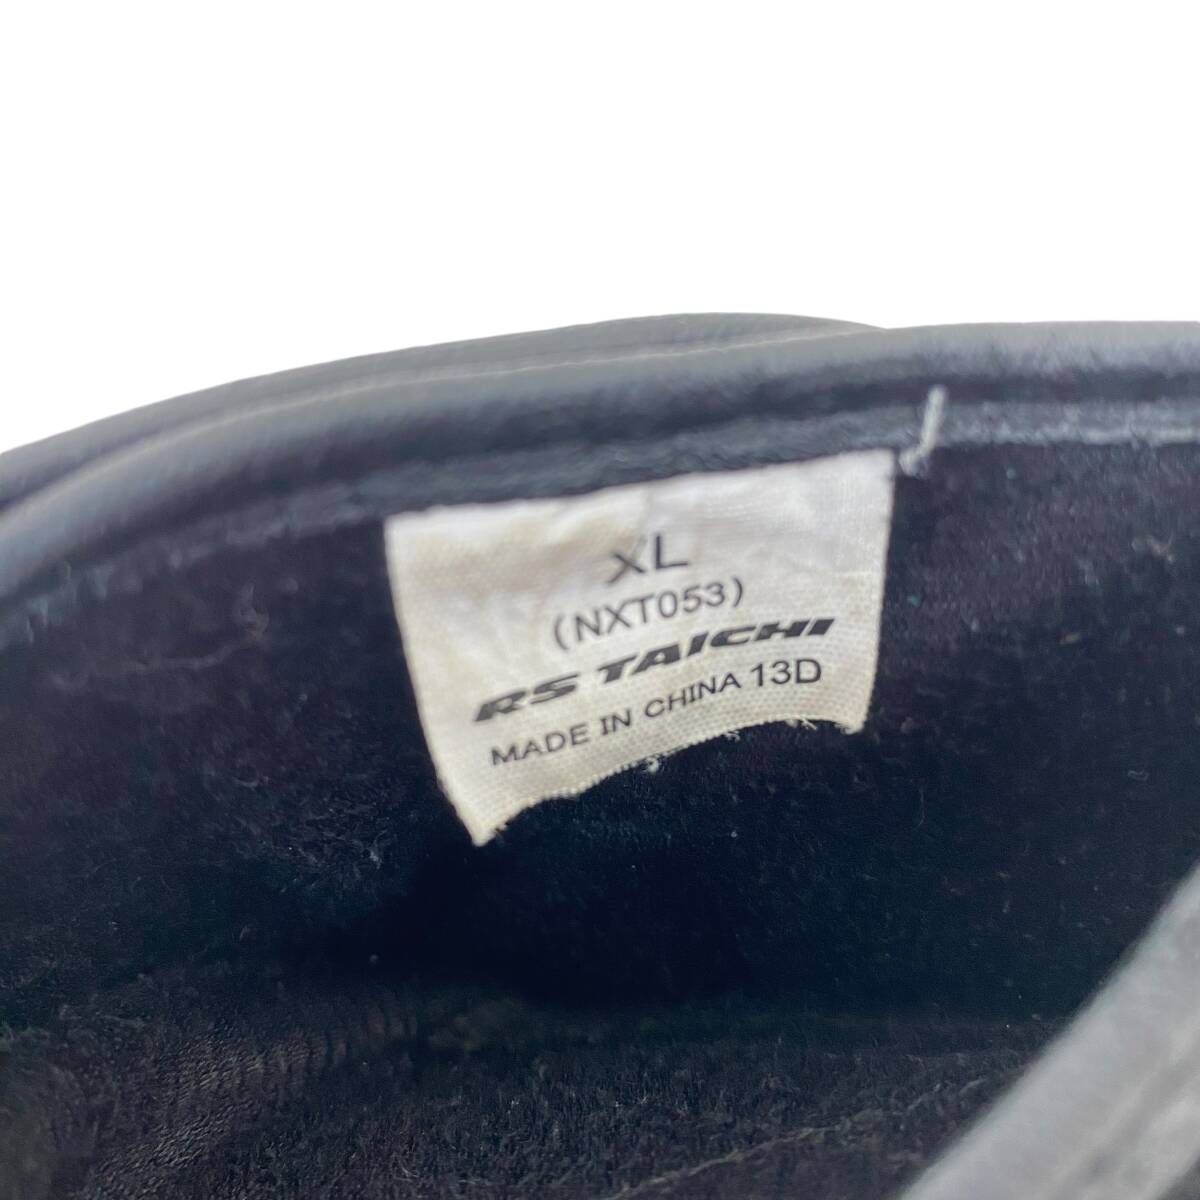 XL
(NXT053)
RS TAICHI
MADE IN CHINA 13D